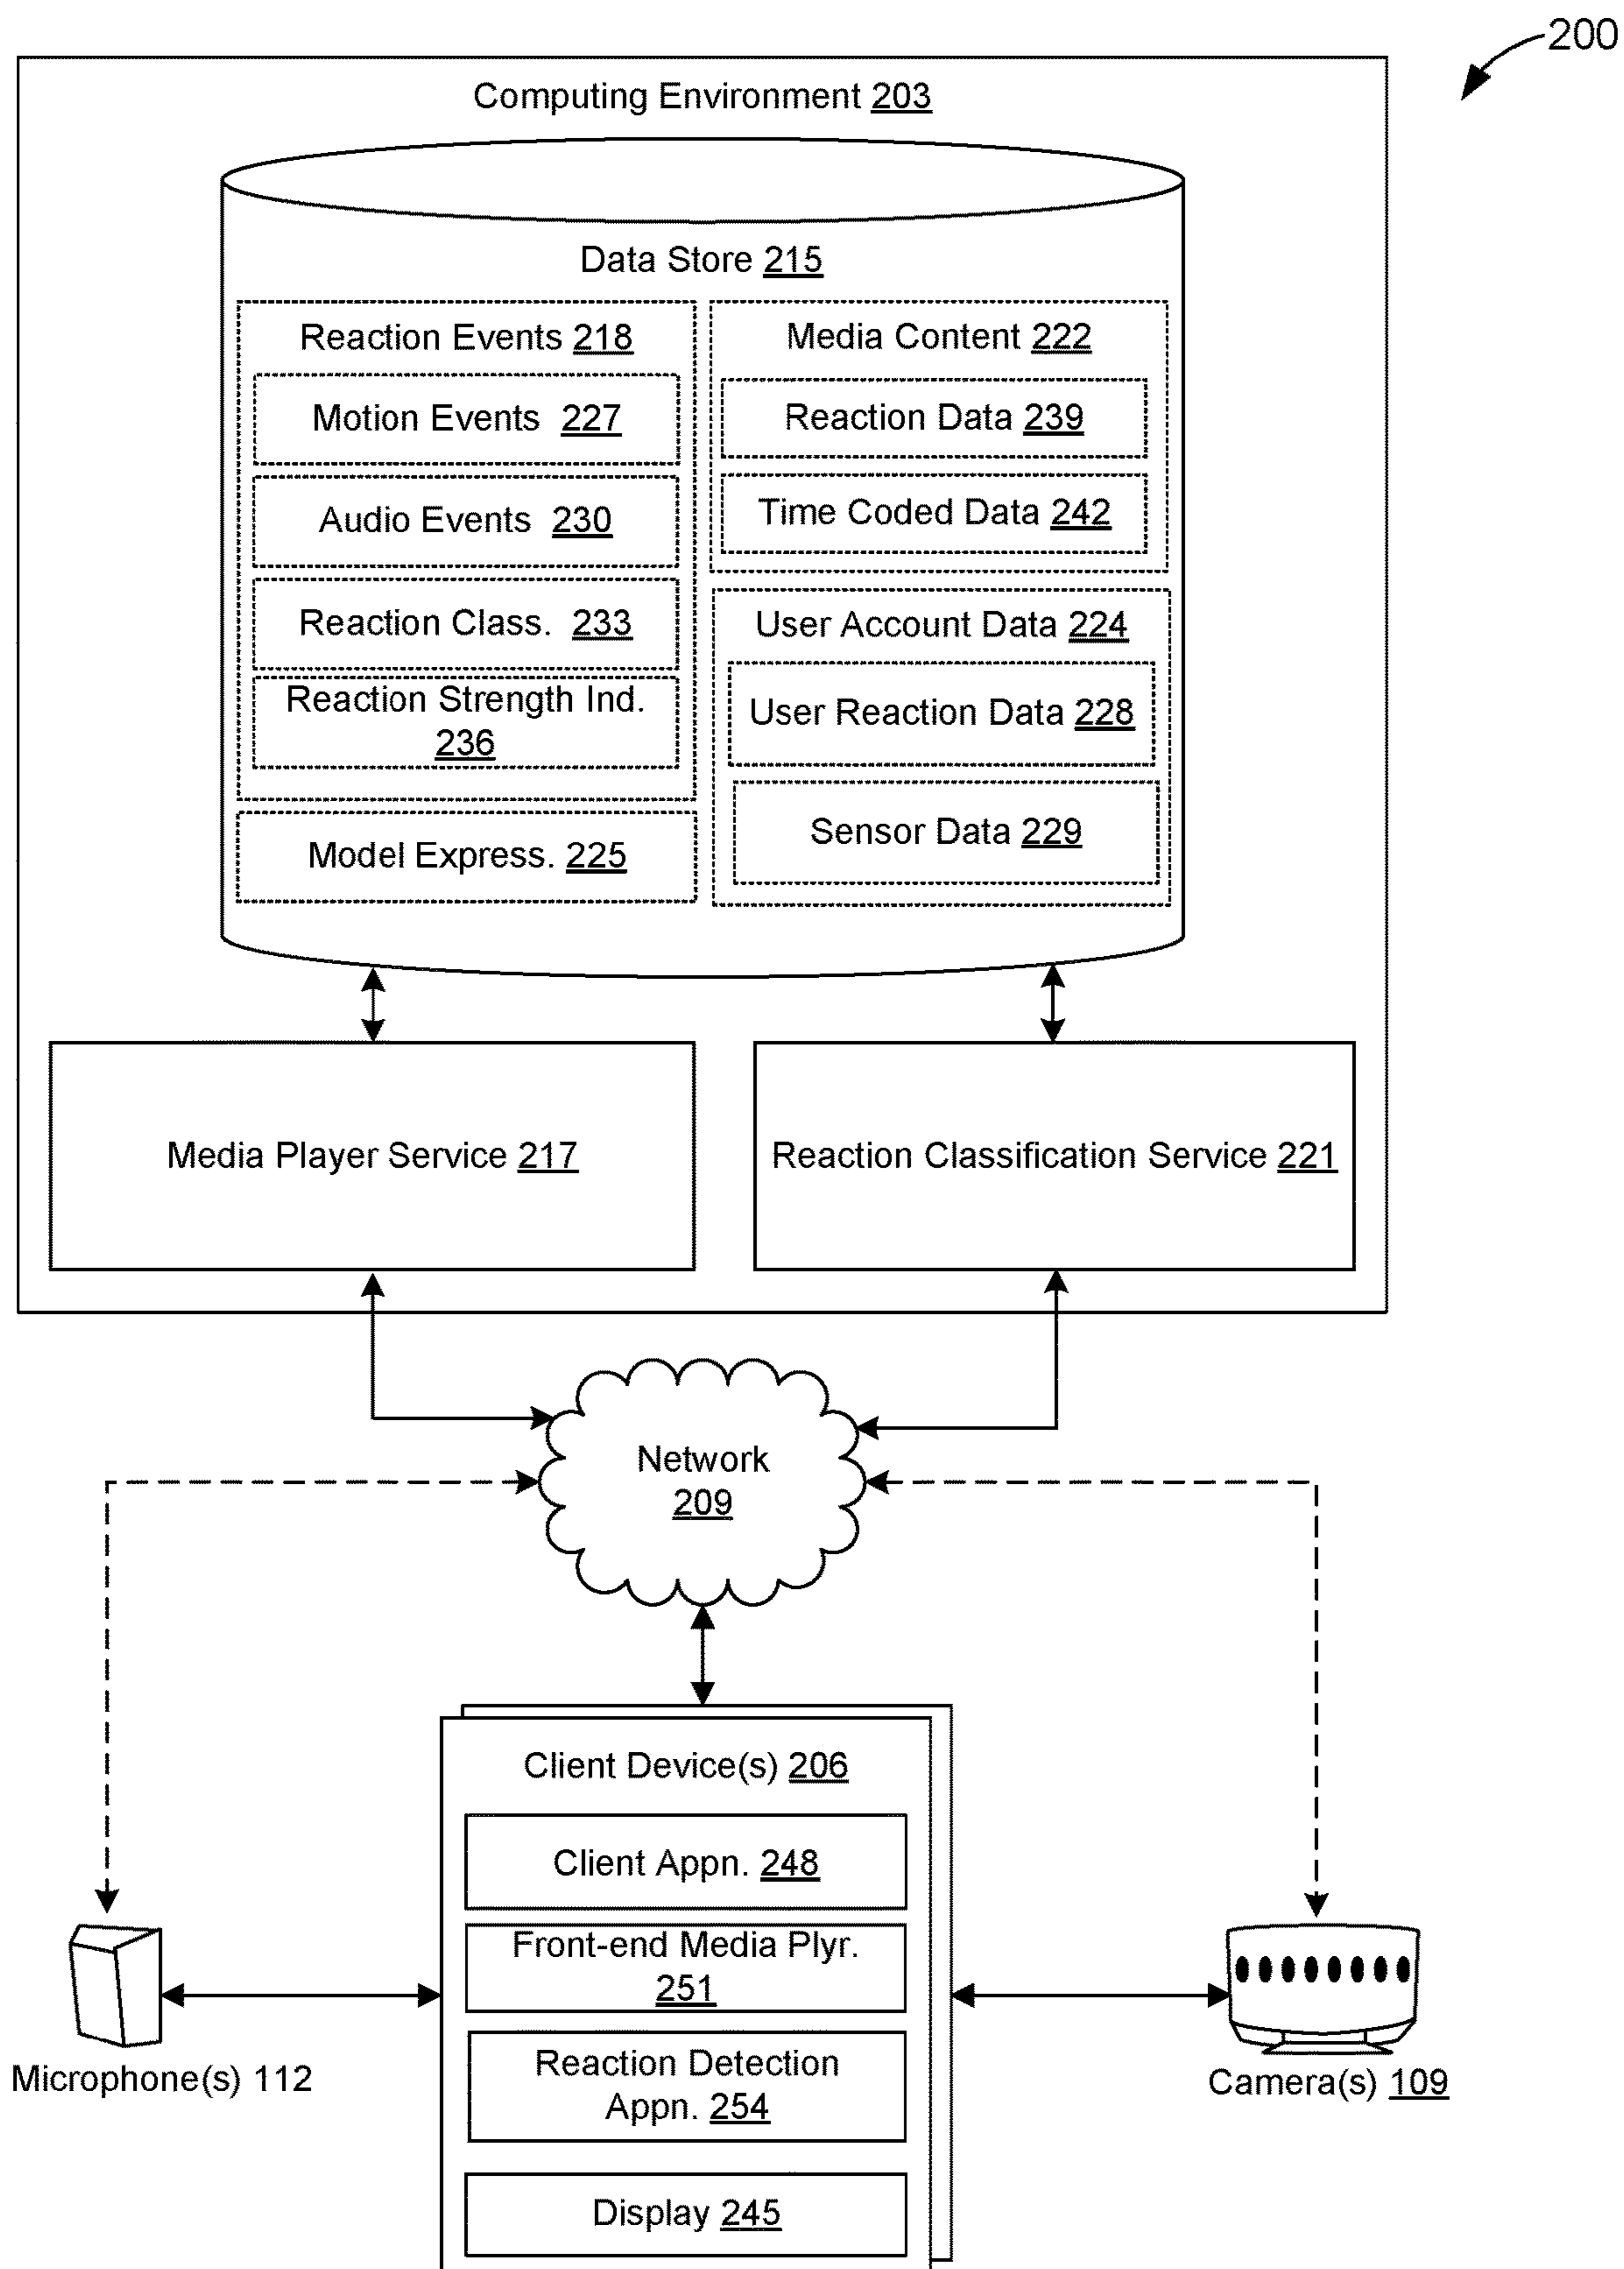 200
Computing Environment 203
Data Store 215
Reaction Events 218
Motion Events 227
Audio Events 230
Reaction Class. 233
Reaction Strength Ind.
236
Model Express. 225
Media Content 222
Reaction Data 239
Time Coded Data 242
User Account Data 224
User Reaction Data 228
Sensor Data 229
Media Player Service 217
Reaction Classification Service 221
Network
209
Client Device(s) 206
Client Appn. 248
Front-end Media Plyr.
251
Reaction Detection
Appn. 254
Display 245
Microphone(s) 112
Camera(s) 109